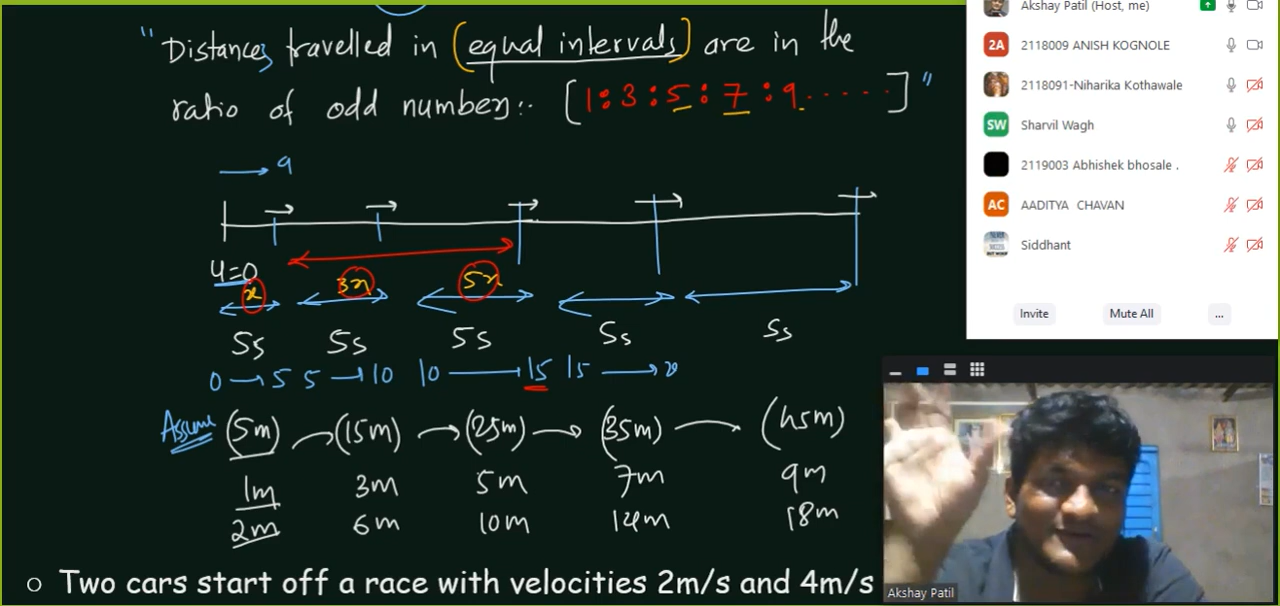 "Distances travelled in (equal intervals) are in the
ratio of odd numbers:- [1:3:5:7:9.....]"
a
u=0
x 3x 5x
5s 5s 5s 5s 5s
0→5 5→10 10→15 15→20
Assume (5m) → (15m) → (25m) → (35m) → (45m)
1m 3m 5m 7m 9m
2m 6m 10m 14m 18m
○ Two cars start off a race with velocities 2m/s and 4m/s
Akshay Patil (Host, me)
2A 2118009 ANISH KOGNOLE
2118091-Niharika Kothawale
SW Sharvil Wagh
2119003 Abhishek bhosale .
AC AADITYA CHAVAN
Siddhant
Invite Mute All ...
Akshay Patil